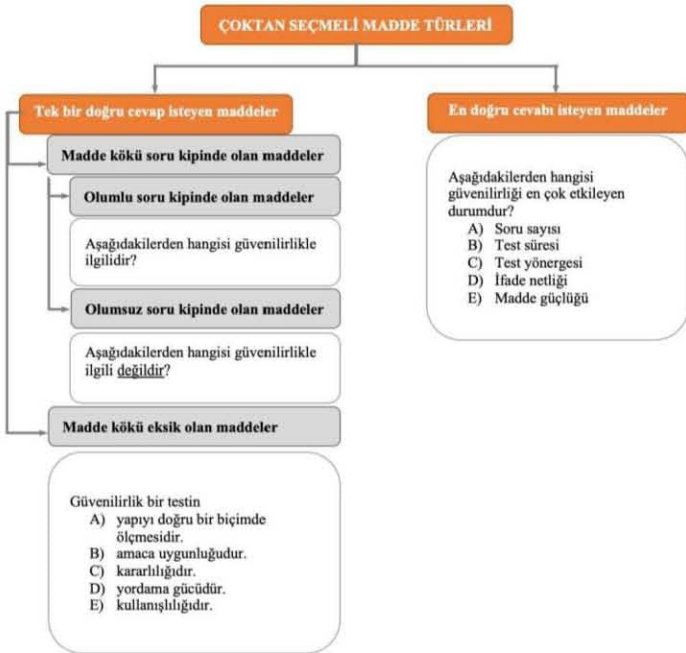 ÇOKTAN SEÇMELİ MADDE TÜRLERİ
Tek bir doğru cevap isteyen maddeler
Madde kökü soru kipinde olan maddeler
Olumlu soru kipinde olan maddeler
Aşağıdakilerden hangisi güvenilirlikle
ilgilidir?
Olumsuz soru kipinde olan maddeler
Aşağıdakilerden hangisi güvenilirlikle
ilgili değildir?
Madde kökü eksik olan maddeler
Güvenilirlik bir testin
A) yapıyı doğru bir biçimde
ölçmesidir.
B) amaca uygunluğudur.
C) kararlılığıdır.
D) yordama gücüdür.
E) kullanışlılığıdır.
En doğru cevabı isteyen maddeler
Aşağıdakilerden hangisi
güvenilirliği en çok etkileyen
durumdur?
A) Soru sayısı
B) Test süresi
C) Test yönergesi
D) İfade netliği
E) Madde güçlüğü